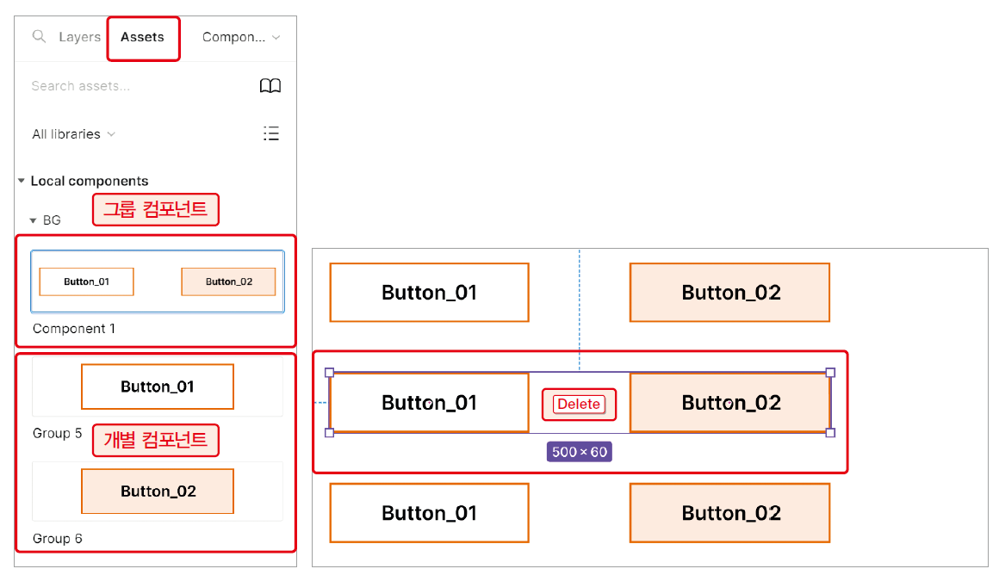 Layers Assets Compon...
Search assets...
All libraries
Local components
그룹 컴포넌트
BG
Button_01 Button_02
Component 1
Button_01
Group 5
개별 컴포넌트
Button_02
Group 6
Button_01 Button_02
Button_01 Delete Button_02
500 × 60
Button_01 Button_02